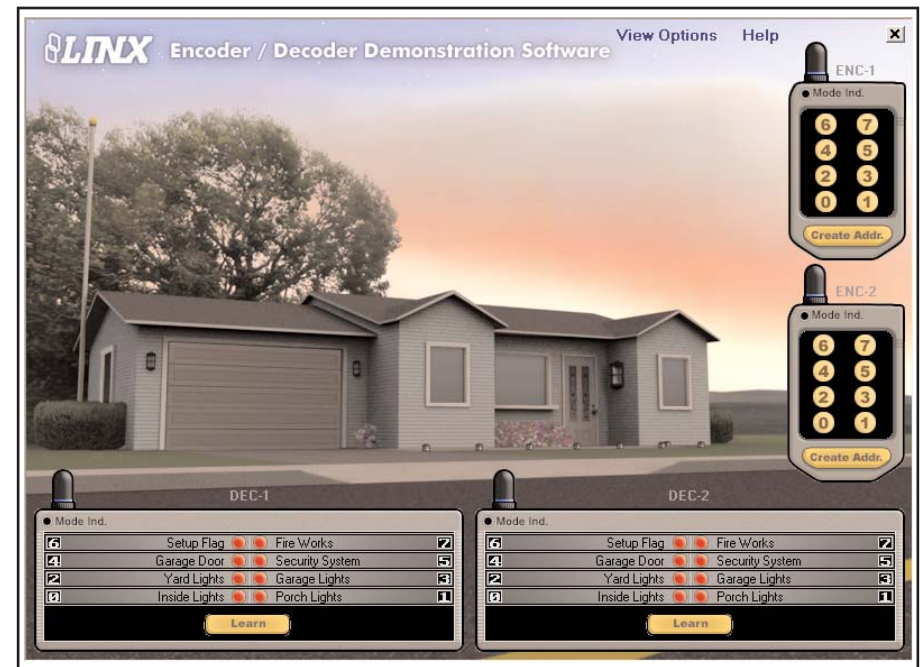 LINX Encoder / Decoder Demonstration Software
View Options Help
ENC-1
Mode Ind.
6 7
4 5
2 3
0 1
Create Addr.
ENC-2
Mode Ind.
6 7
4 5
2 3
0 1
Create Addr.
DEC-1
Mode Ind.
6 Setup Flag Fire Works 7
4 Garage Door Security System 5
2 Yard Lights Garage Lights 3
0 Inside Lights Porch Lights 1
Learn
DEC-2
Mode Ind.
6 Setup Flag Fire Works 7
4 Garage Door Security System 5
2 Yard Lights Garage Lights 3
0 Inside Lights Porch Lights 1
Learn